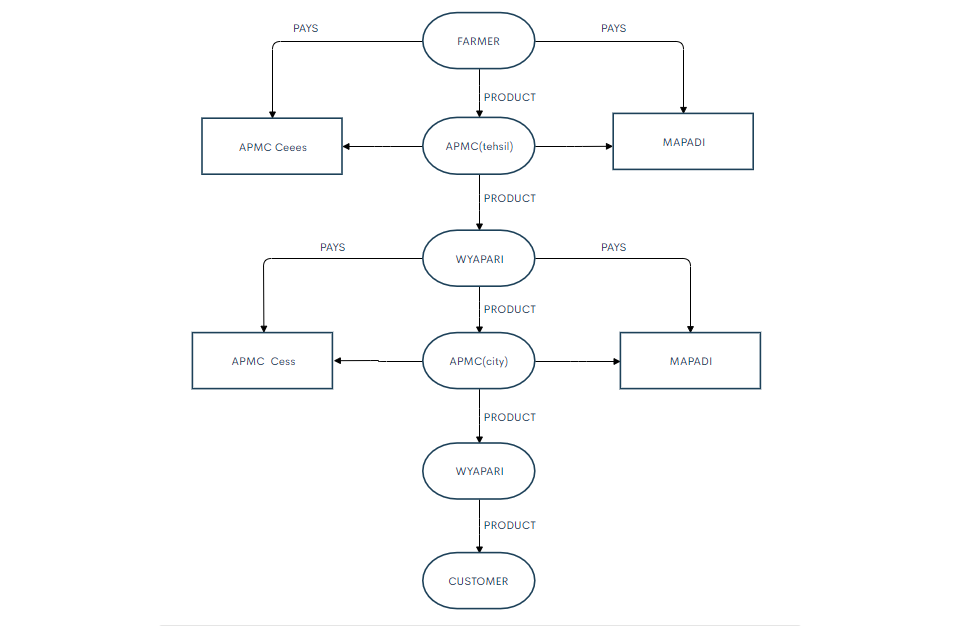 PAYS
PAYS
FARMER
PRODUCT
APMC Ceees
APMC(tehsil)
MAPADI
PRODUCT
PAYS
PAYS
WYAPARI
PRODUCT
APMC Cess
APMC(city)
MAPADI
PRODUCT
WYAPARI
PRODUCT
CUSTOMER